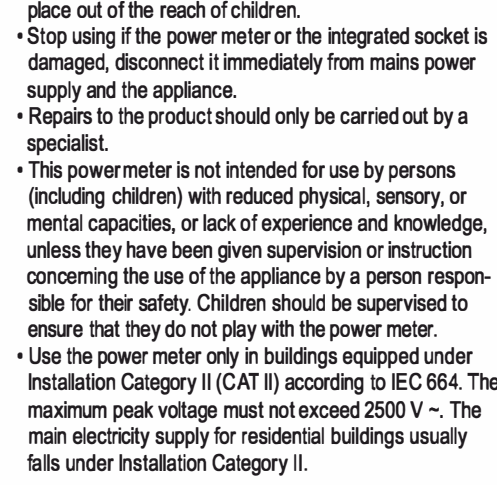 place out of the reach of children.
• Stop using if the power meter or the integrated socket is
damaged, disconnect it immediately from mains power
supply and the appliance.
• Repairs to the product should only be carried out by a
specialist.
• This power meter is not intended for use by persons
(including children) with reduced physical, sensory, or
mental capacities, or lack of experience and knowledge,
unless they have been given supervision or instruction
concerning the use of the appliance by a person respon-
sible for their safety. Children should be supervised to
ensure that they do not play with the power meter.
• Use the power meter only in buildings equipped under
Installation Category II (CAT II) according to IEC 664. The
maximum peak voltage must not exceed 2500 V ~. The
main electricity supply for residential buildings usually
falls under Installation Category II.